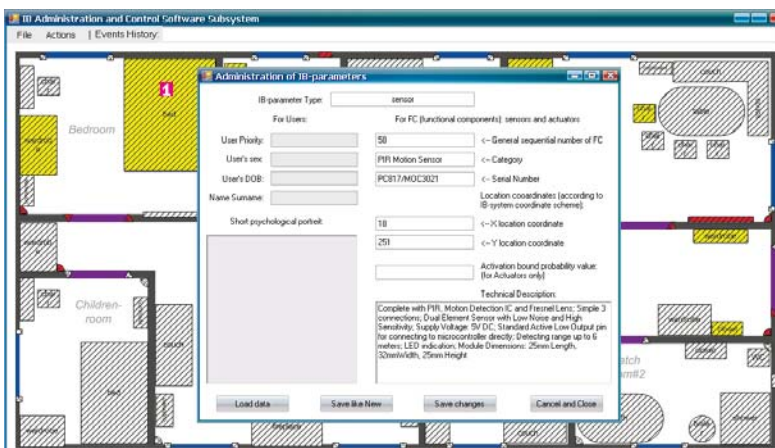 IB Administration and Control Software Subsystem
File Actions | Events History:
Administration of IB-parameters
IB-parameter Type: sensor
For Users: For FC (functional components): sensors and actuators
User Priority: 50 <-- General sequential number of FC
User's sex: PIR Motion Sensor <-- Category
User's DOB: PC817/MOC3021 <-- Serial Number
Name Surname:
Location cooardinates (according to
IB-system coordinate scheme):
Short psychological portreit:
18 <-- X location coordinate
251 <-- Y location coordinate
Activation bound probability value:
(for Actuators only)
Technical Description:
Complete with PIR, Motion Detection IC and Fresnel Lens; Simple 3
connections; Dual Element Sensor with Low Noise and High
Sensitivity; Supply Voltage: 5V DC; Standard Active Low Output pin
for connecting to microcontroller directly; Detecting range up to 6
meters; LED indication; Module Dimensions: 25mm Length,
32mmWidth, 25mm Height
Load data Save like New Save changes Cancel and Close
1
Bedroom
bed
couch
table
Children-
room
couch
bed
wardrobe
fireplace
couch
shower